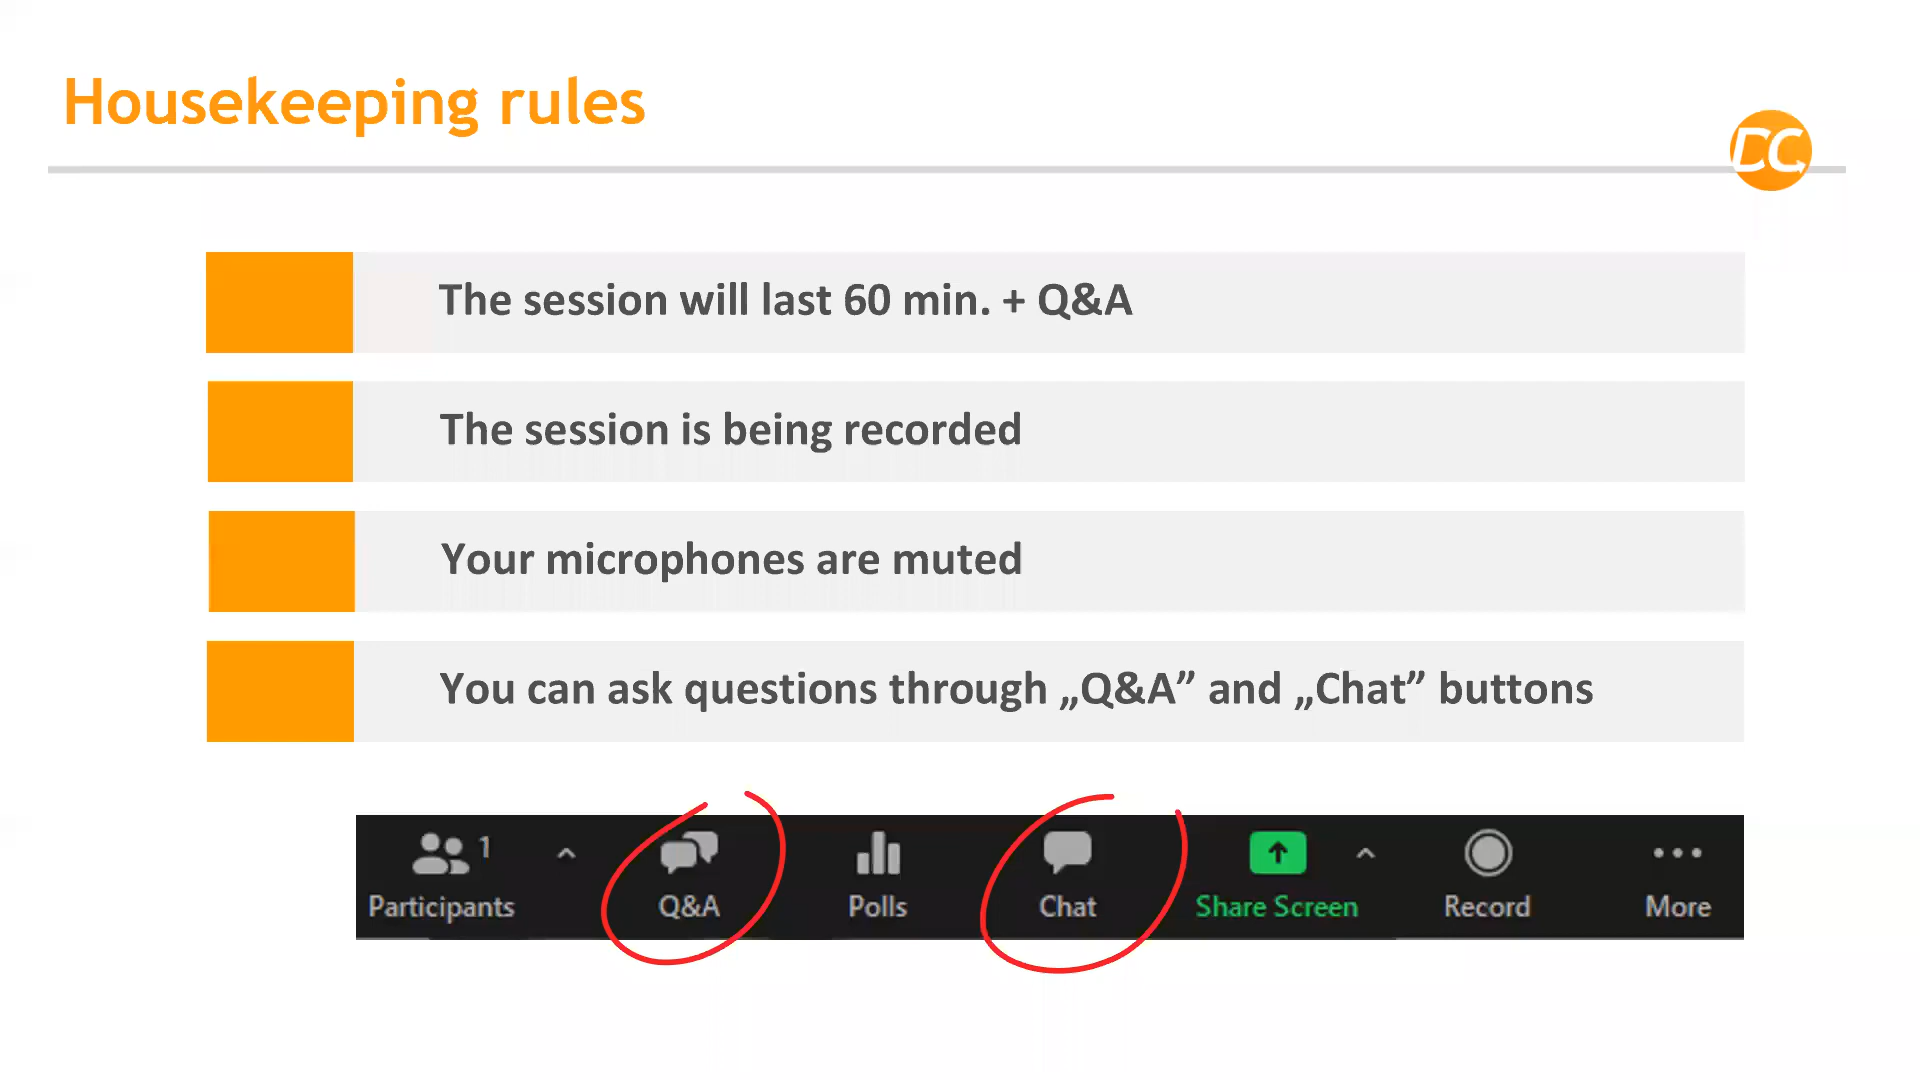 Housekeeping rules
DC
The session will last 60 min. + Q&A
The session is being recorded
Your microphones are muted
You can ask questions through „Q&A” and „Chat” buttons
1
Participants Q&A Polls Chat Share Screen Record More